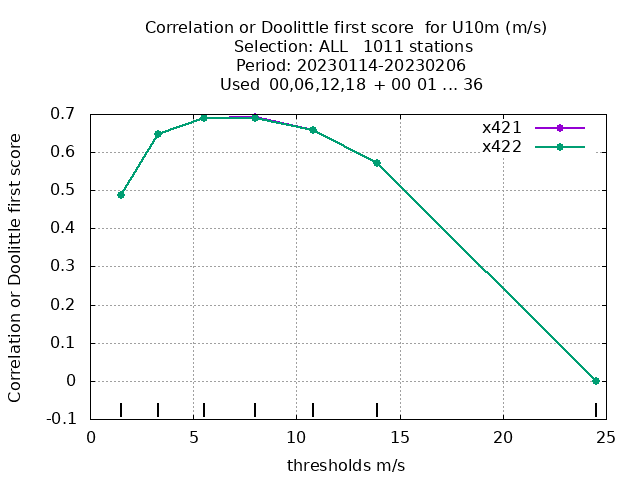 Correlation or Doolittle first score  for U10m (m/s)
Selection: ALL   1011 stations
Period: 20230114-20230206
Used  00,06,12,18  + 00 01 ... 36
Correlation or Doolittle first score
0.7
0.6
0.5
0.4
0.3
0.2
0.1
0
-0.1
x421
x422
0 5 10 15 20 25
thresholds m/s